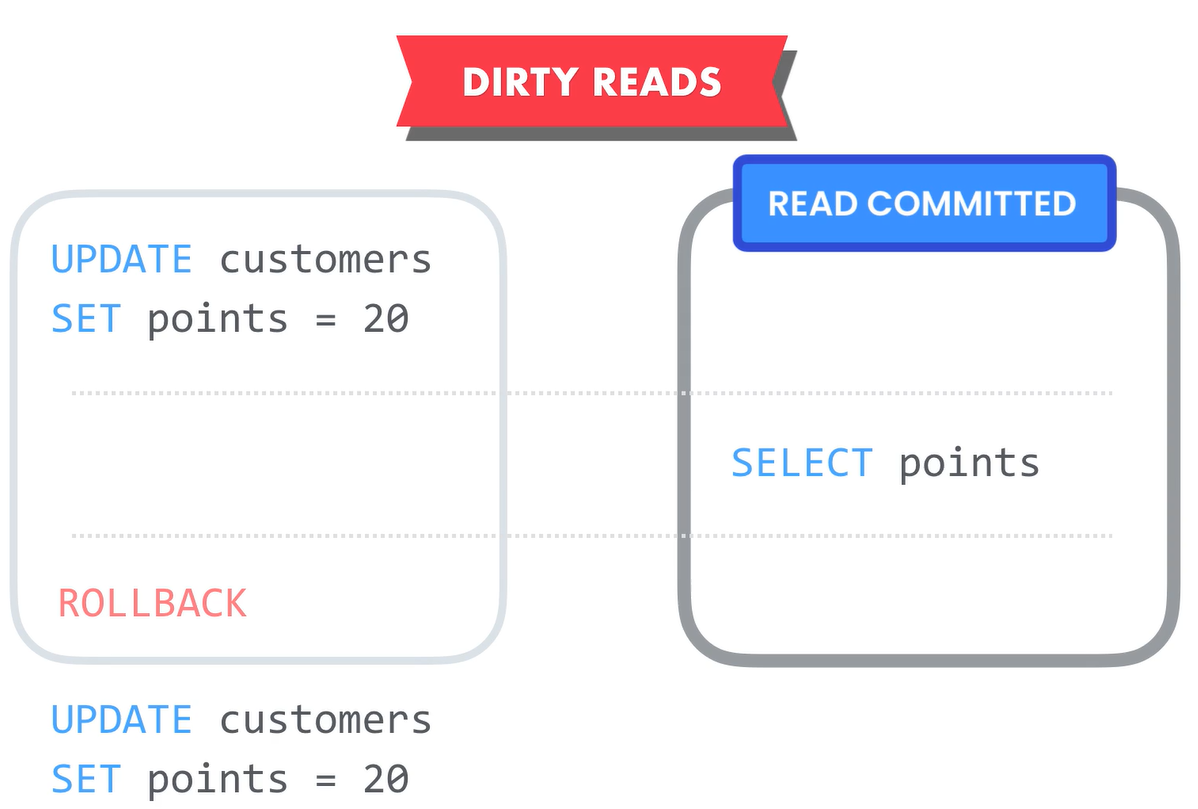 DIRTY READS
READ COMMITTED
UPDATE customers
SET points = 20
SELECT points
ROLLBACK
UPDATE customers
SET points = 20